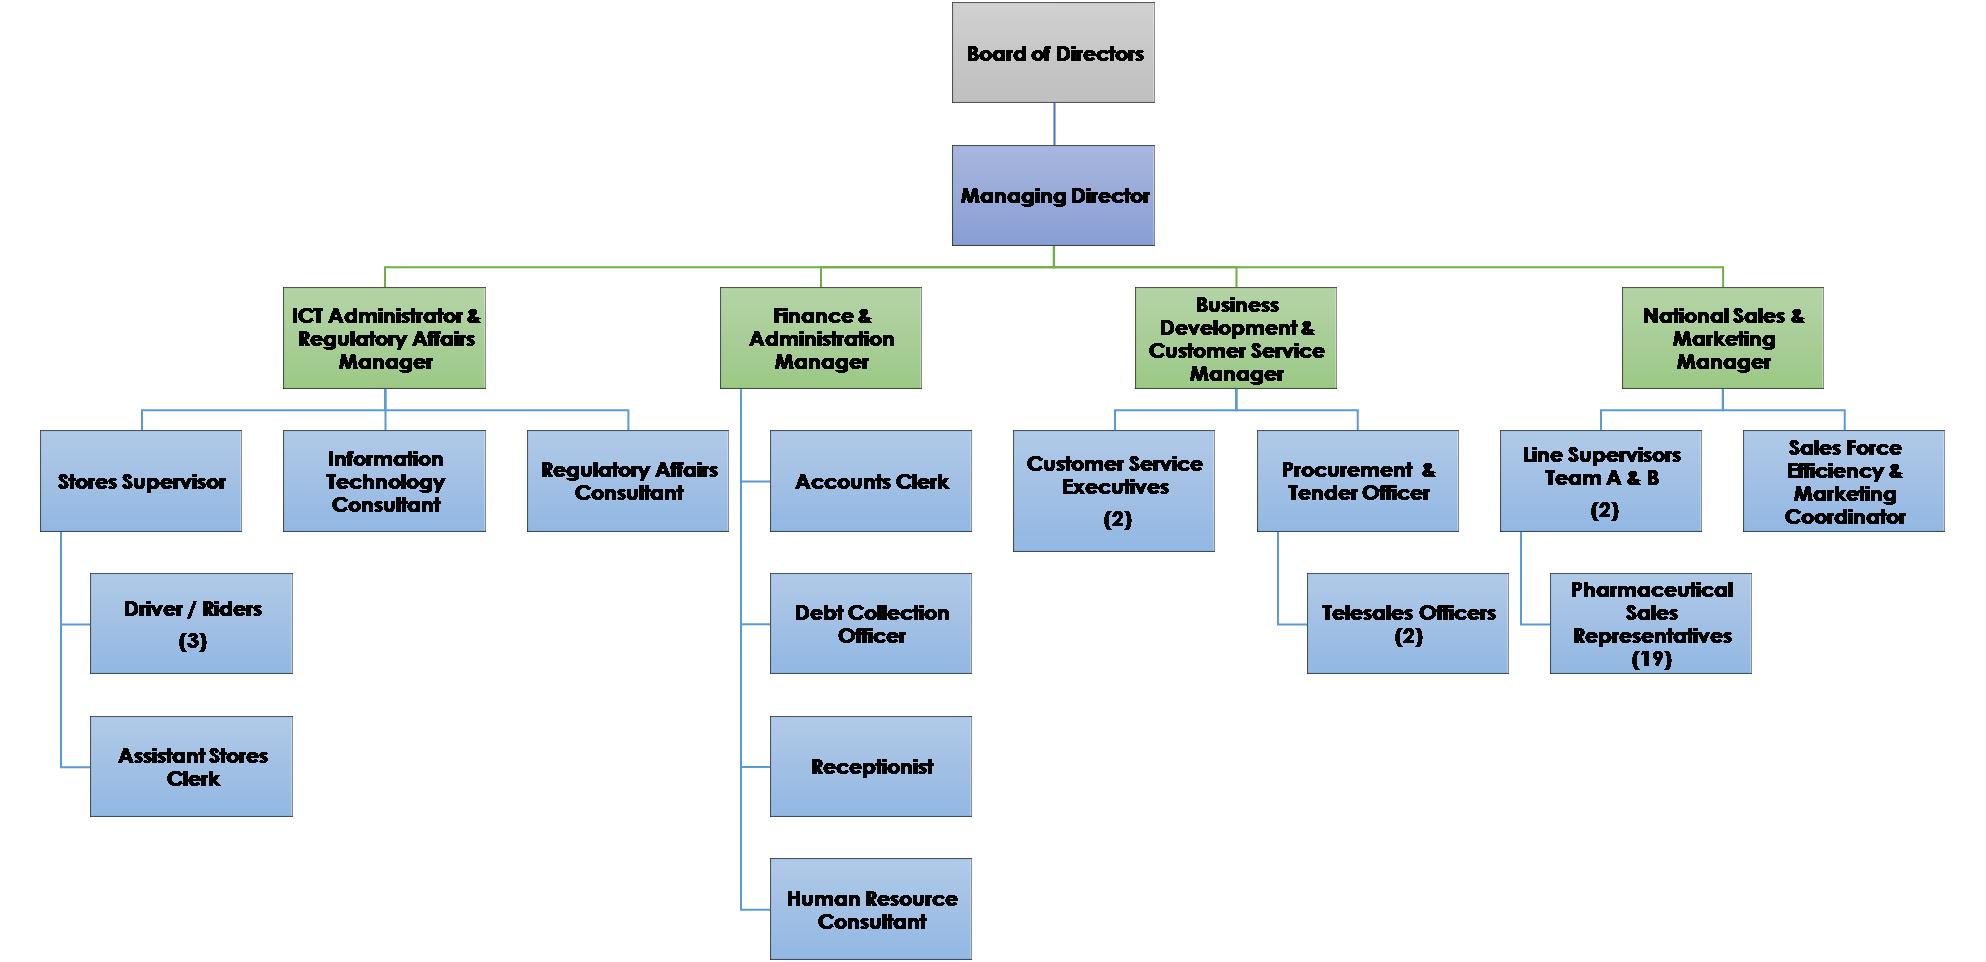 Board of Directors
Managing Director
ICT Administrator &
Regulatory Affairs
Manager
Finance &
Administration
Manager
Business
Development &
Customer Service
Manager
National Sales &
Marketing
Manager
Stores Supervisor
Information
Technology
Consultant
Regulatory Affairs
Consultant
Accounts Clerk
Customer Service
Executives
(2)
Procurement &
Tender Officer
Line Supervisors
Team A & B
(2)
Sales Force
Efficiency &
Marketing
Coordinator
Driver / Riders
(3)
Debt Collection
Officer
Telesales Officers
(2)
Pharmaceutical
Sales
Representatives
(19)
Assistant Stores
Clerk
Receptionist
Human Resource
Consultant